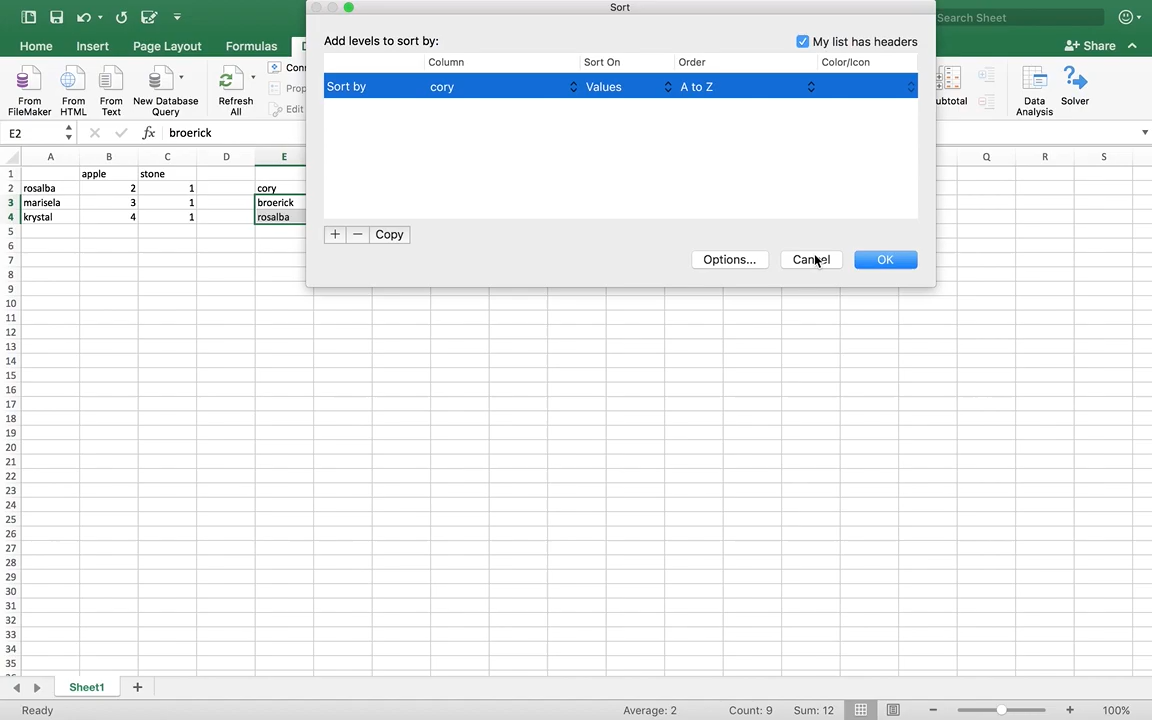 Sort
Search Sheet
Home Insert Page Layout Formulas
Share
Add levels to sort by:
My list has headers
Column Sort On Order Color/Icon
Sort by cory Values A to Z
+ − Copy
Options... Cancel OK
From FileMaker
From HTML
From Text
New Database Query
Refresh All
Data Analysis
Solver
E2 fx broerick
A B C D E Q R S
1 apple stone
2 rosalba 2 1 cory
3 marisela 3 1 broerick
4 krystal 4 1 rosalba
5
6
7
8
9
10
11
12
13
14
15
16
17
18
19
20
21
22
23
24
25
26
27
28
29
30
31
32
33
34
35
Sheet1 +
Ready Average: 2 Count: 9 Sum: 12 − + 100%